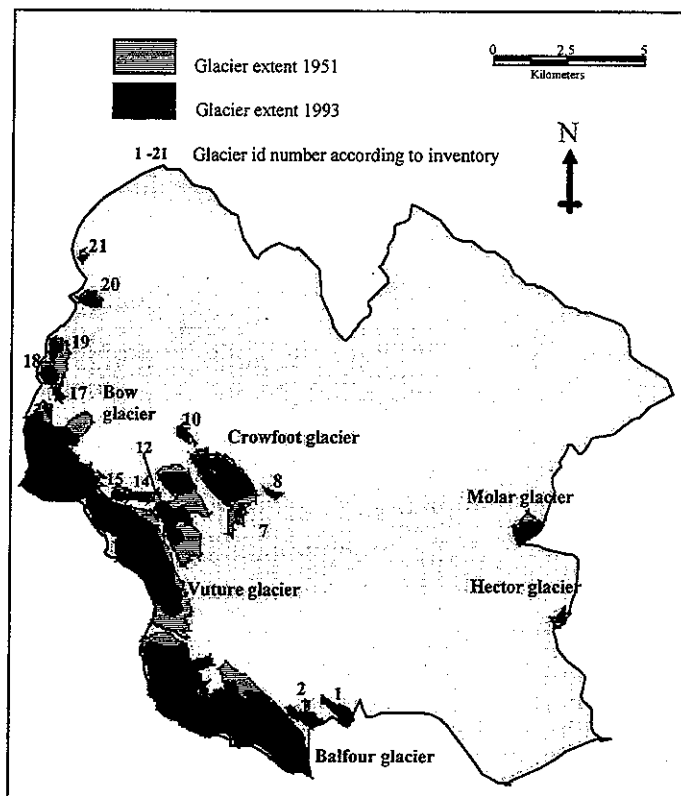 0 2.5 5
Kilometers
Glacier extent 1951
Glacier extent 1993
1 -21 Glacier id number according to inventory
N
21
20
19
18
17
Bow
glacier
10
Crowfoot glacier
12
15
14
8
7
Molar glacier
Vuture glacier
Hector glacier
2
1
Balfour glacier